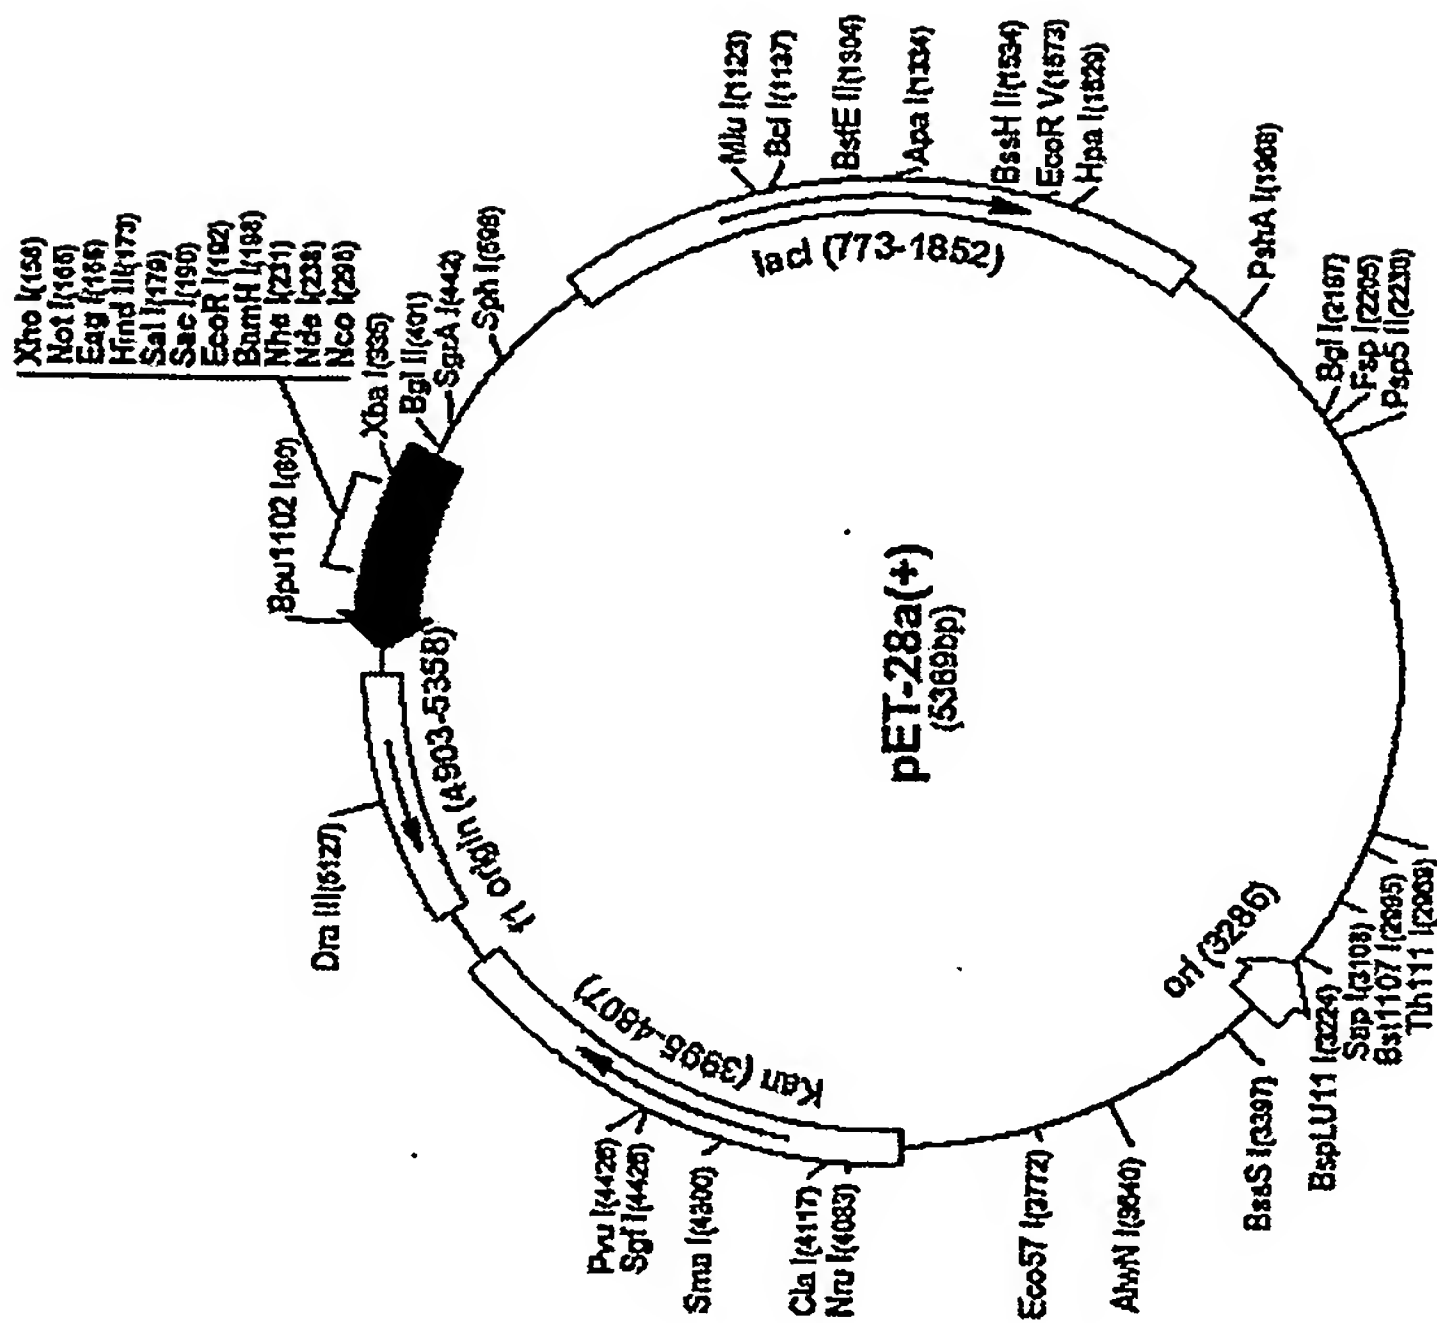 Xho I(158)
Not I(166)
Eag I(166)
Hind III(173)
Sal I(179)
Sac I(190)
EcoR I(192)
BamH I(198)
Nhe I(231)
Nde I(238)
Nco I(296)
Bpu1102 I(80)
Xba I(335)
Bgl II(401)
SgrA I(442)
Sph I(598)
Mlu I(1123)
Bcl I(1137)
BstE II(1304)
Apa I(1334)
BssH II(1534)
EcoR V(1573)
Hpa I(1629)
lacI (773-1852)
PshA I(1968)
Bgl I(2187)
Fsp I(2205)
Psp5 II(2230)
pET-28a(+)
(5369bp)
Dra III(5127)
f1 origin (4903-5358)
Kan (3995-4807)
Pvu I(4426)
Sgf I(4426)
Sma I(4300)
Cla I(4117)
Nru I(4083)
Eco57 I(3772)
AlwN I(3640)
BssS I(3397)
ori (3286)
BspLU11 I(3224)
Sap I(3108)
Bst1107 I(2995)
Tth111 I(2969)